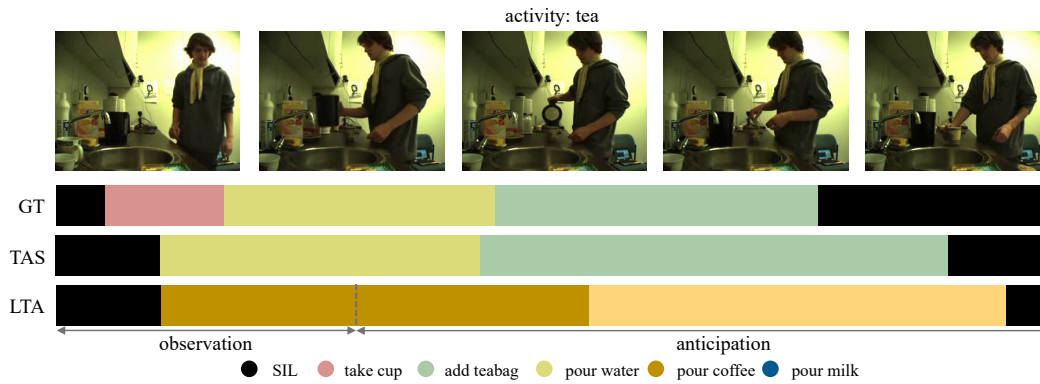 activity: tea
GT
TAS
LTA
observation
anticipation
SIL
take cup
add teabag
pour water
pour coffee
pour milk